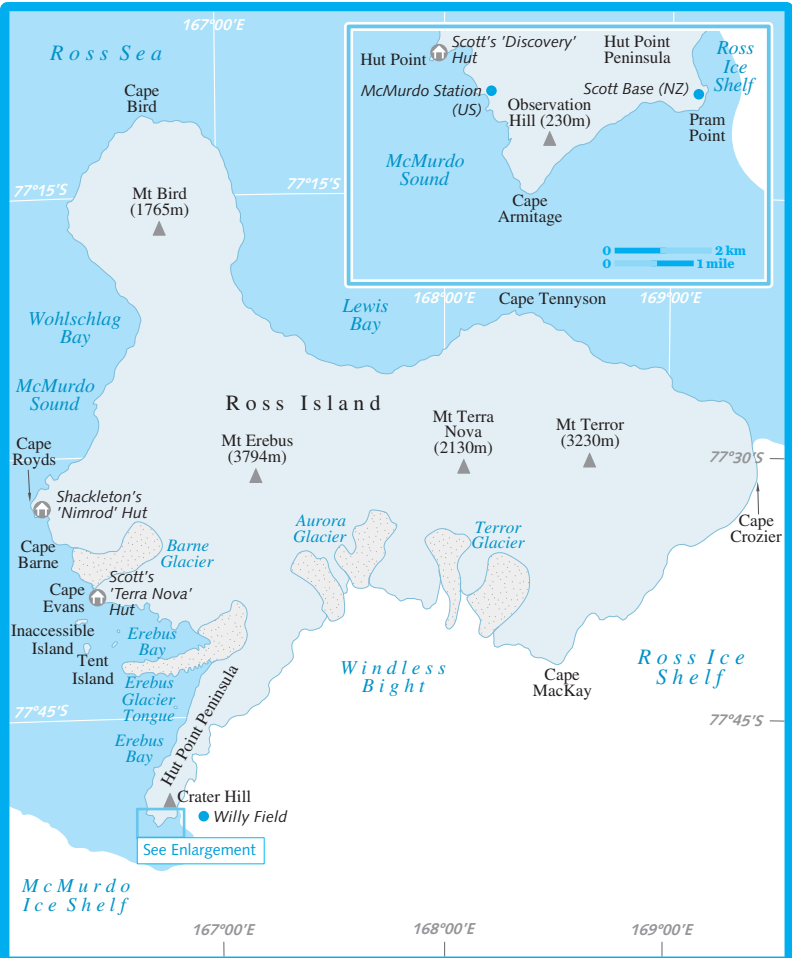 167°00'E
Ross Sea
Cape
Bird
77°15'S
77°15'S
Mt Bird
(1765m)
Hut Point
Scott's 'Discovery'
Hut
Hut Point
Peninsula
Ross
Ice
Shelf
McMurdo Station
(US)
Scott Base (NZ)
Observation
Hill (230m)
Pram
Point
McMurdo
Sound
Cape
Armitage
0 2 km
0 1 mile
168°00'E
169°00'E
Cape Tennyson
Lewis
Bay
Wohlschlag
Bay
McMurdo
Sound
Ross Island
Mt Erebus
(3794m)
Mt Terra
Nova
(2130m)
Mt Terror
(3230m)
77°30'S
Cape
Royds
Shackleton's
'Nimrod' Hut
Cape
Crozier
Aurora
Glacier
Terror
Glacier
Cape
Barne
Barne
Glacier
Cape
Evans
Scott's
'Terra Nova'
Hut
Inaccessible
Island
Tent
Island
Erebus
Bay
Erebus
Glacier
Tongue
Windless
Bight
Cape
MacKay
Ross Ice
Shelf
77°45'S
77°45'S
Erebus
Bay
Hut Point Peninsula
Crater Hill
Willy Field
See Enlargement
McMurdo
Ice Shelf
167°00'E
168°00'E
169°00'E